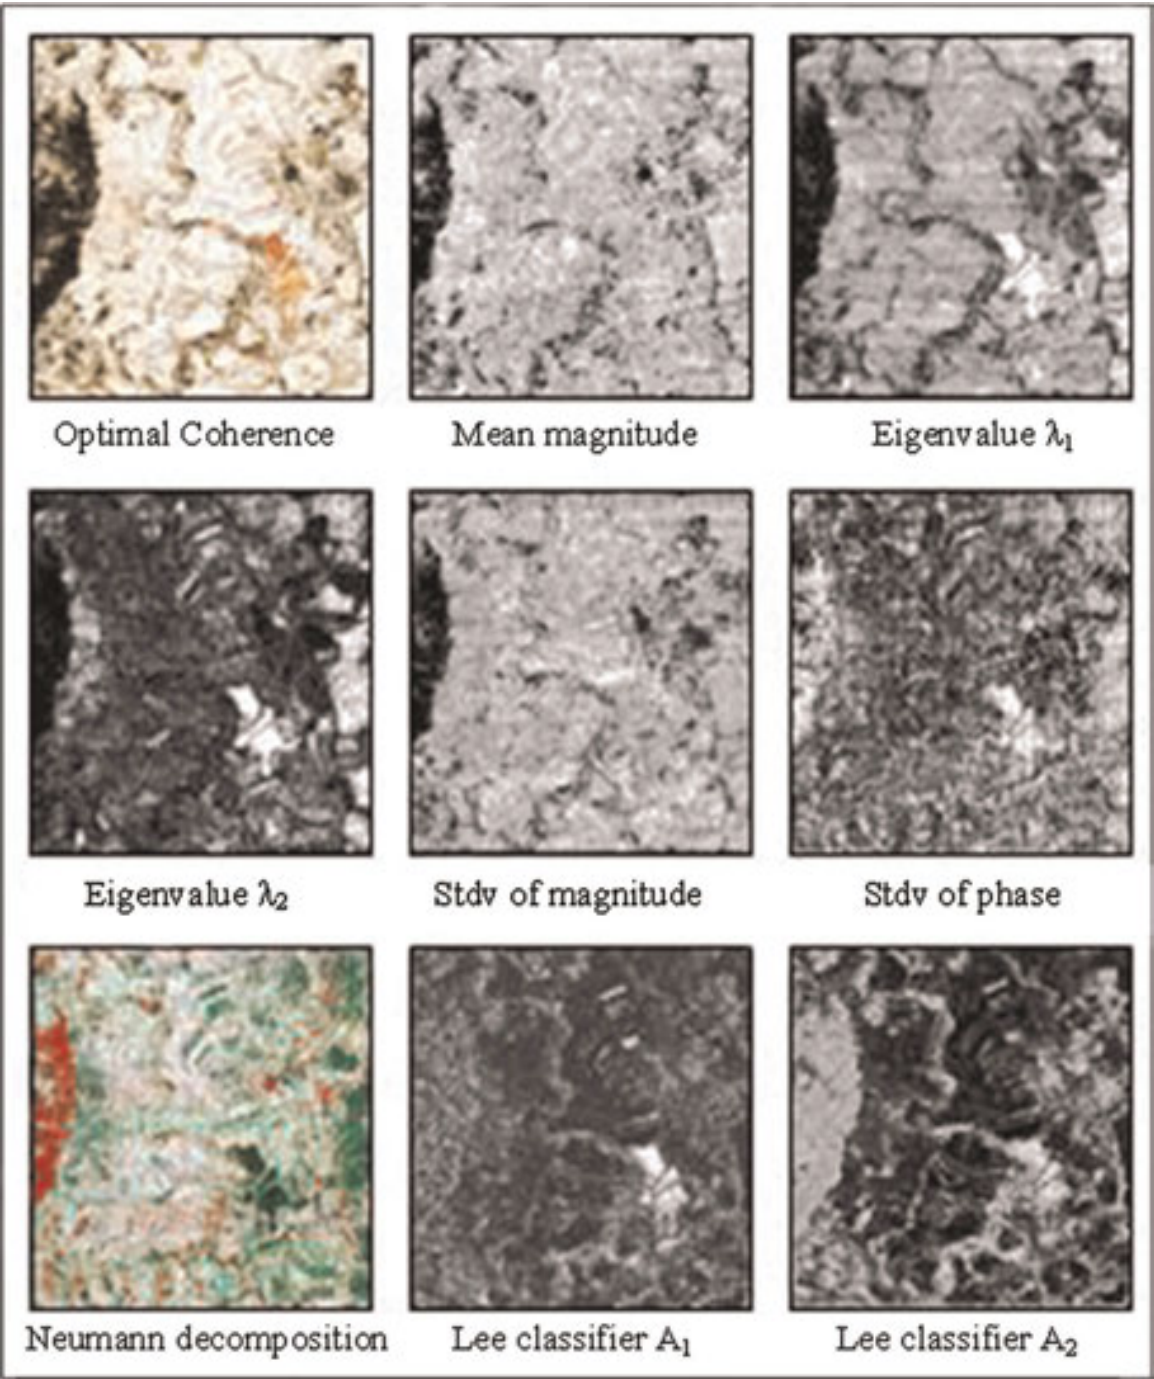 Optimal Coherence
Mean magnitude
Eigenvalue λ₁
Eigenvalue λ₂
Stdv of magnitude
Stdv of phase
Neumann decomposition
Lee classifier A₁
Lee classifier A₂